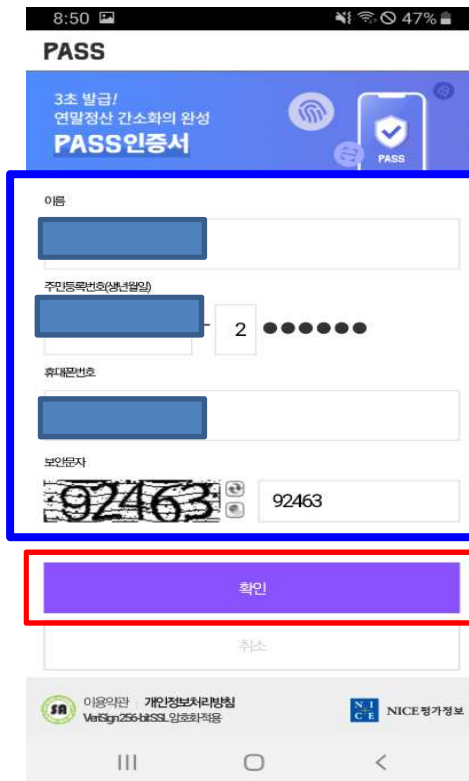 8:50 47%
PASS
3초 발급!
연말정산 간소화의 완성
PASS인증서
PASS
이름
주민등록번호(생년월일)
- 2 ●●●●●●
휴대폰번호
보안문자
92463 92463
확인
취소
SA 이용약관 개인정보처리방침
VeriSign 256-bit SSL 암호화적용
NICE NICE평가정보